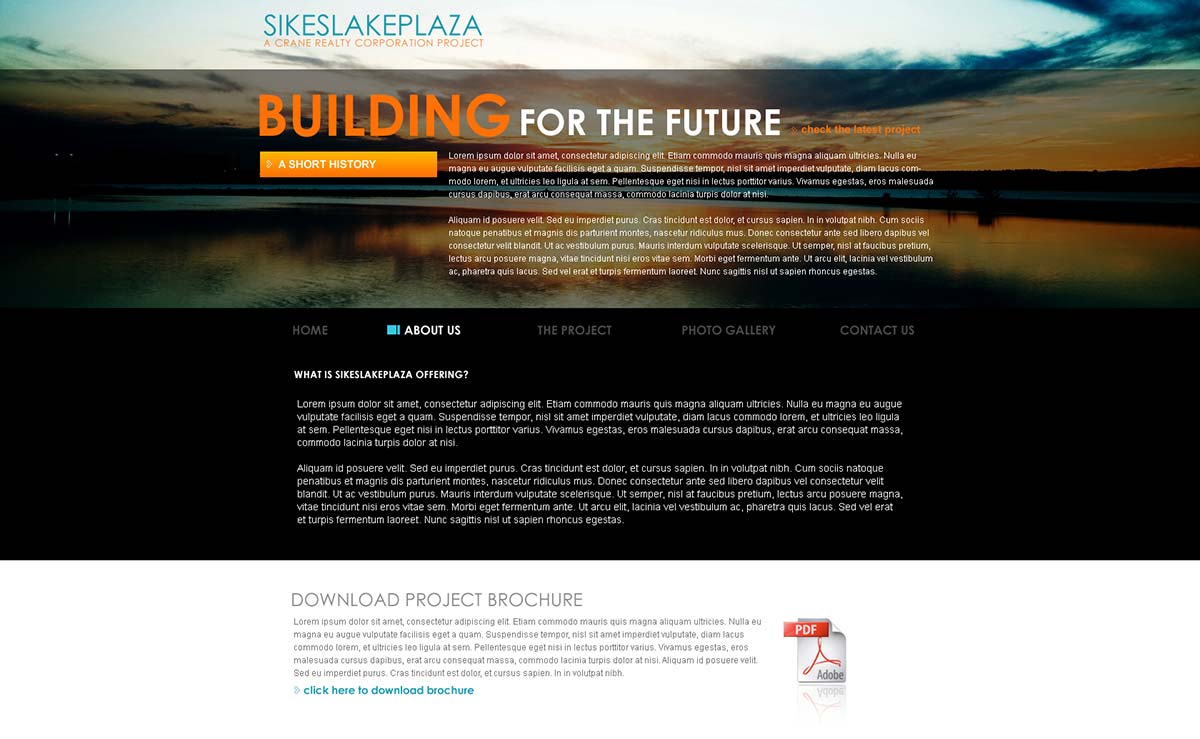 SIKESLAKEPLAZA
A CRANE REALTY CORPORATION PROJECT
BUILDING FOR THE FUTURE
check the latest project
A SHORT HISTORY
Lorem ipsum dolor sit amet, consectetur adipiscing elit. Etiam commodo mauris quis magna aliquam ultricies. Nulla eu
magna eu augue vulputate facilisis eget a quam. Suspendisse tempor, nisl sit amet imperdiet vulputate, diam lacus com-
modo lorem, et ultricies leo ligula at sem. Pellentesque eget nisi in lectus porttitor varius. Vivamus egestas, eros malesuada
cursus dapibus, erat arcu consequat massa, commodo lacinia turpis dolor at nisi.
Aliquam id posuere velit. Sed eu imperdiet purus. Cras tincidunt est dolor, et cursus sapien. In in volutpat nibh. Cum sociis
natoque penatibus et magnis dis parturient montes, nascetur ridiculus mus. Donec consectetur ante sed libero dapibus vel
consectetur velit blandit. Ut ac vestibulum purus. Mauris interdum vulputate scelerisque. Ut semper, nisl at faucibus pretium,
lectus arcu posuere magna, vitae tincidunt nisi eros vitae sem. Morbi eget fermentum ante. Ut arcu elit, lacinia vel vestibulum
ac, pharetra quis lacus. Sed vel erat et turpis fermentum laoreet. Nunc sagittis nisl ut sapien rhoncus egestas.
HOME ABOUT US THE PROJECT PHOTO GALLERY CONTACT US
WHAT IS SIKESLAKEPLAZA OFFERING?
Lorem ipsum dolor sit amet, consectetur adipiscing elit. Etiam commodo mauris quis magna aliquam ultricies. Nulla eu magna eu augue
vulputate facilisis eget a quam. Suspendisse tempor, nisl sit amet imperdiet vulputate, diam lacus commodo lorem, et ultricies leo ligula
at sem. Pellentesque eget nisi in lectus porttitor varius. Vivamus egestas, eros malesuada cursus dapibus, erat arcu consequat massa,
commodo lacinia turpis dolor at nisi.
Aliquam id posuere velit. Sed eu imperdiet purus. Cras tincidunt est dolor, et cursus sapien. In in volutpat nibh. Cum sociis natoque
penatibus et magnis dis parturient montes, nascetur ridiculus mus. Donec consectetur ante sed libero dapibus vel consectetur velit
blandit. Ut ac vestibulum purus. Mauris interdum vulputate scelerisque. Ut semper, nisl at faucibus pretium, lectus arcu posuere magna,
vitae tincidunt nisi eros vitae sem. Morbi eget fermentum ante. Ut arcu elit, lacinia vel vestibulum ac, pharetra quis lacus. Sed vel erat
et turpis fermentum laoreet. Nunc sagittis nisl ut sapien rhoncus egestas.
DOWNLOAD PROJECT BROCHURE
Lorem ipsum dolor sit amet, consectetur adipiscing elit. Etiam commodo mauris quis magna aliquam ultricies. Nulla eu
magna eu augue vulputate facilisis eget a quam. Suspendisse tempor, nisl sit amet imperdiet vulputate, diam lacus
commodo lorem, et ultricies leo ligula at sem. Pellentesque eget nisi in lectus porttitor varius. Vivamus egestas, eros
malesuada cursus dapibus, erat arcu consequat massa, commodo lacinia turpis dolor at nisi. Aliquam id posuere velit.
Sed eu imperdiet purus. Cras tincidunt est dolor, et cursus sapien. In in volutpat nibh.
click here to download brochure
PDF
Adobe